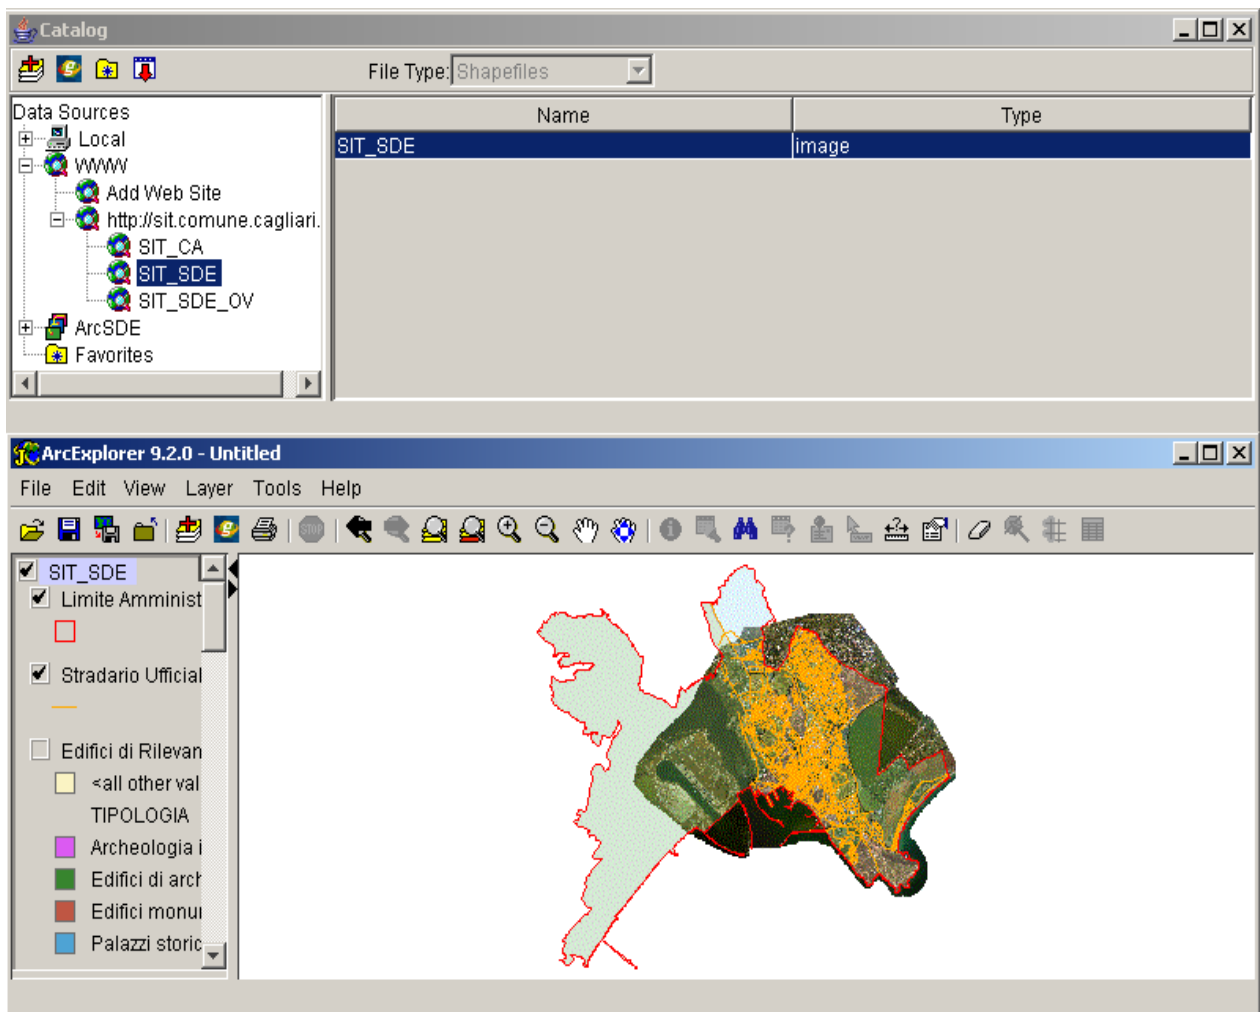 Catalog
File Type: Shapefiles
Data Sources
Name Type
Local
SIT_SDE image
WWW
Add Web Site
http://sit.comune.cagliari.
SIT_CA
SIT_SDE
SIT_SDE_OV
ArcSDE
Favorites
ArcExplorer 9.2.0 - Untitled
File Edit View Layer Tools Help
STOP
SIT_SDE
Limite Amminist
Stradario Ufficial
Edifici di Rilevan
<all other val
TIPOLOGIA
Archeologia i
Edifici di arch
Edifici monu
Palazzi storic